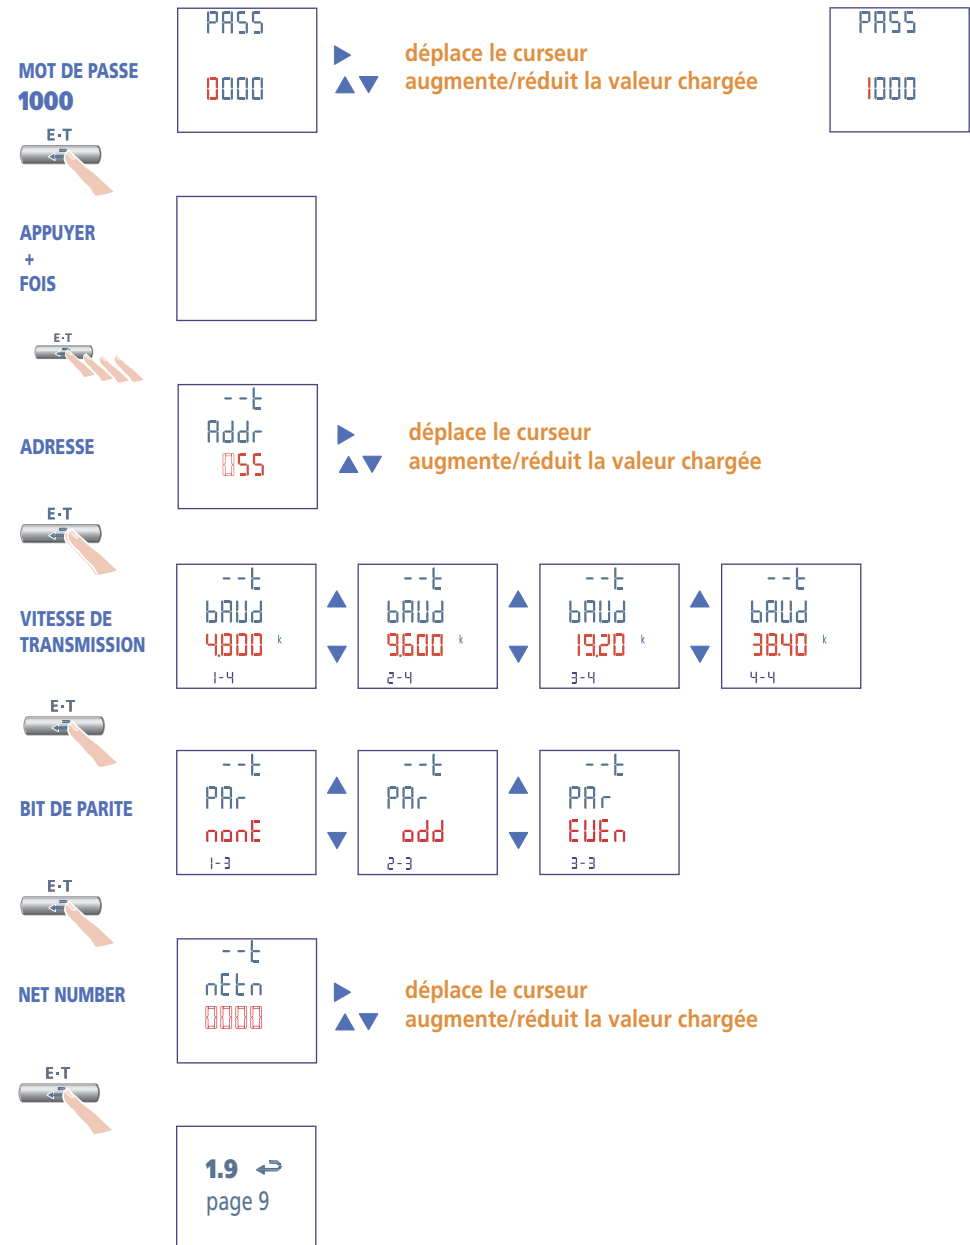 PASS
0000
MOT DE PASSE
1000
déplace le curseur
augmente/réduit la valeur chargée
PASS
1000
E·T
APPUYER
+
FOIS
E·T
--t
Addr
055
ADRESSE
déplace le curseur
augmente/réduit la valeur chargée
E·T
VITESSE DE
TRANSMISSION
--t
bAUd
4.800 k
1-4
--t
bAUd
9.600 k
2-4
--t
bAUd
19.20 k
3-4
--t
bAUd
38.40 k
4-4
E·T
BIT DE PARITE
--t
PAr
nonE
1-3
--t
PAr
odd
2-3
--t
PAr
EUEn
3-3
E·T
NET NUMBER
--t
nEtn
0000
déplace le curseur
augmente/réduit la valeur chargée
E·T
1.9
page 9